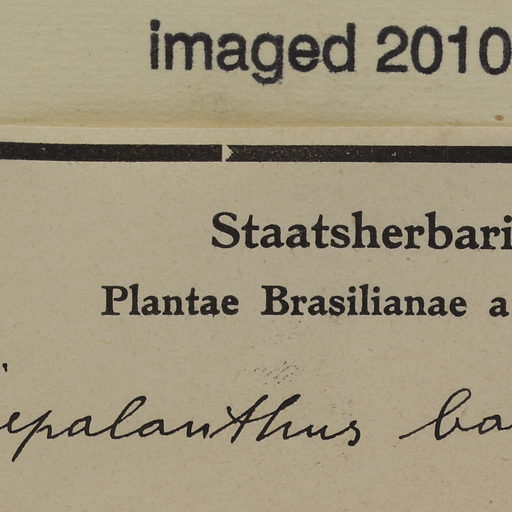 imaged 2010
Staatsherbari
Plantae Brasilianae a
epalanthus ba